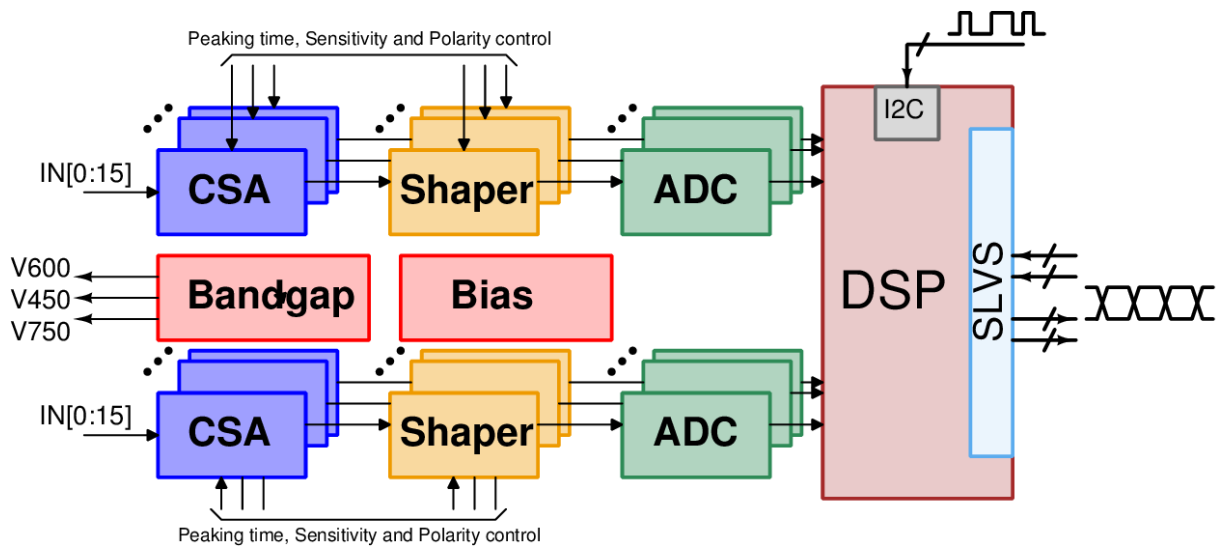 Peaking time, Sensitivity and Polarity control
I2C
IN[0:15]
CSA
Shaper
ADC
V600
V450
V750
Bandgap
Bias
DSP
SLVS
IN[0:15]
CSA
Shaper
ADC
Peaking time, Sensitivity and Polarity control